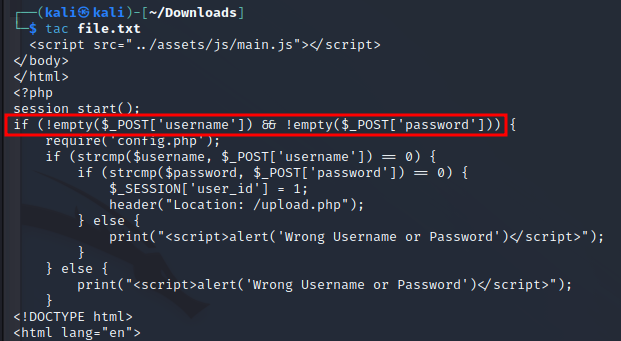 ┌──(kali㉿kali)-[~/Downloads]
└─$ tac file.txt
  <script src="../assets/js/main.js"></script>
</body>
</html>
<?php
session_start();
if (!empty($_POST['username']) && !empty($_POST['password'])) {
    require('config.php');
    if (strcmp($username, $_POST['username']) == 0) {
        if (strcmp($password, $_POST['password']) == 0) {
            $_SESSION['user_id'] = 1;
            header("Location: /upload.php");
        } else {
            print("<script>alert('Wrong Username or Password')</script>");
        }
    } else {
        print("<script>alert('Wrong Username or Password')</script>");
    }
<!DOCTYPE html>
<html lang="en">